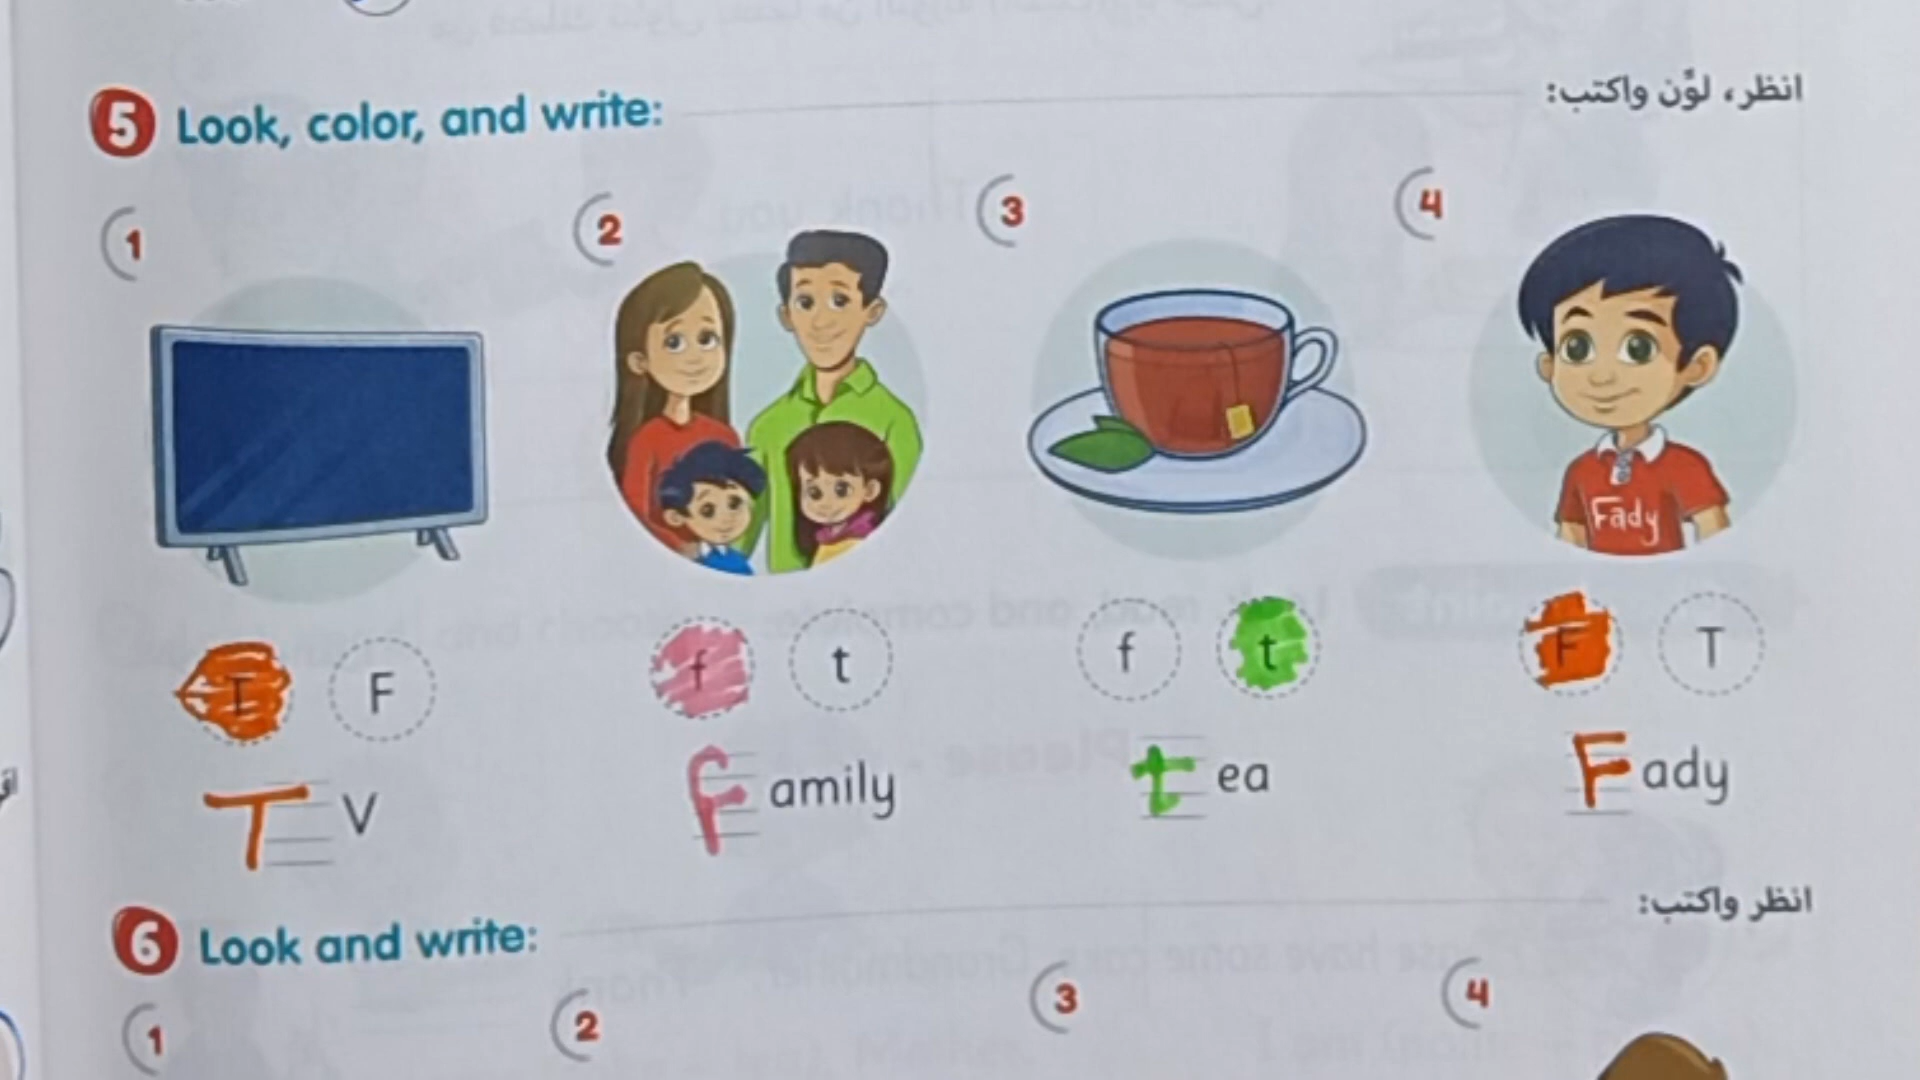 5 Look, color, and write: انظر، لوّن واكتب:
1 2 3 4
Fady
T F f t f t F T
T V family tea Fady
6 Look and write: انظر واكتب:
1 2 3 4